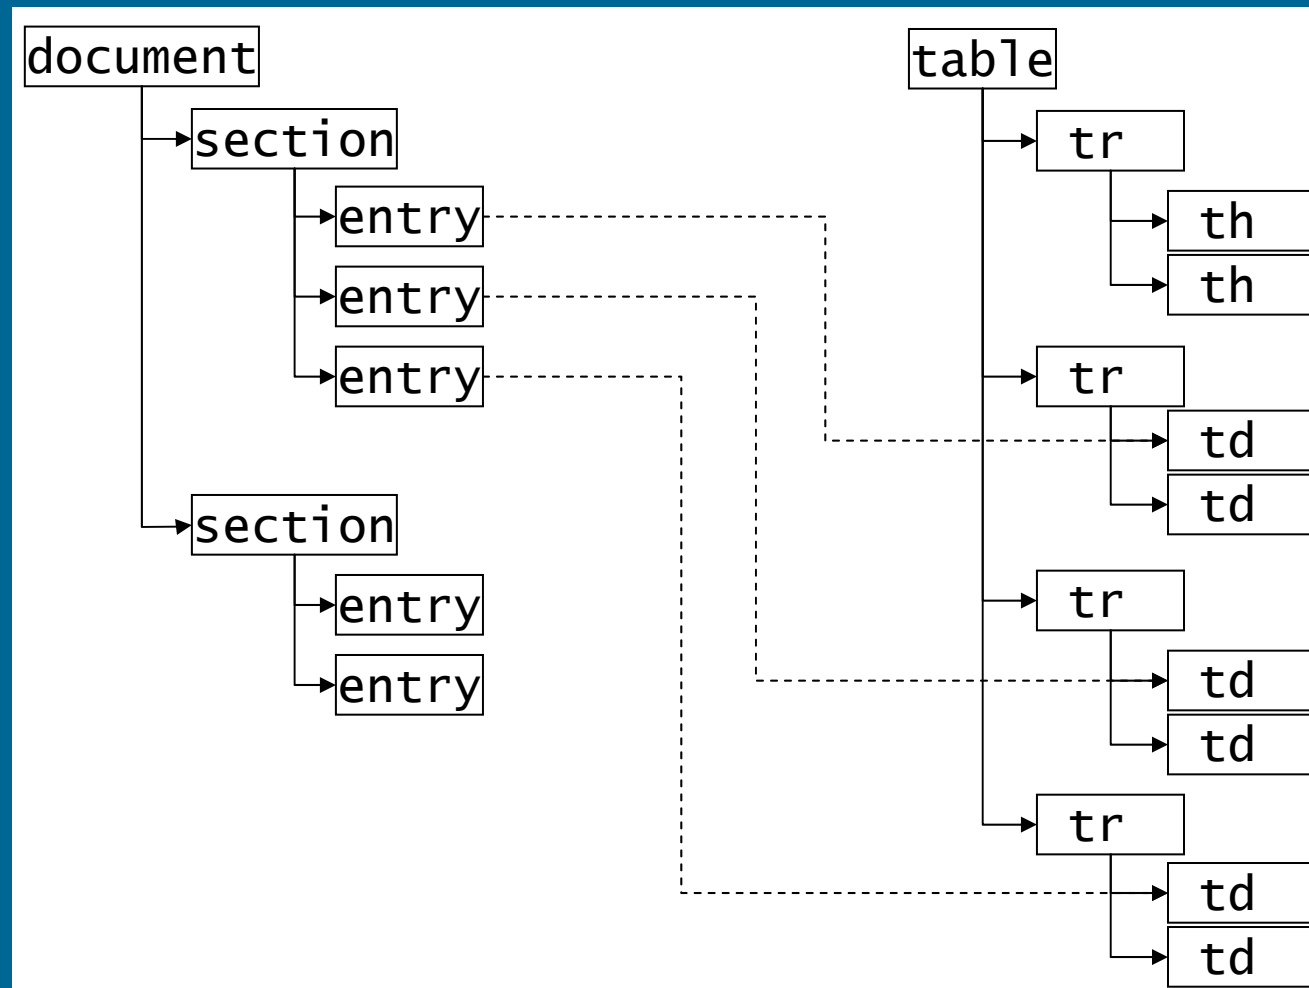 document
section
entry
entry
entry
section
entry
entry
table
tr
th
th
tr
td
td
tr
td
td
tr
td
td